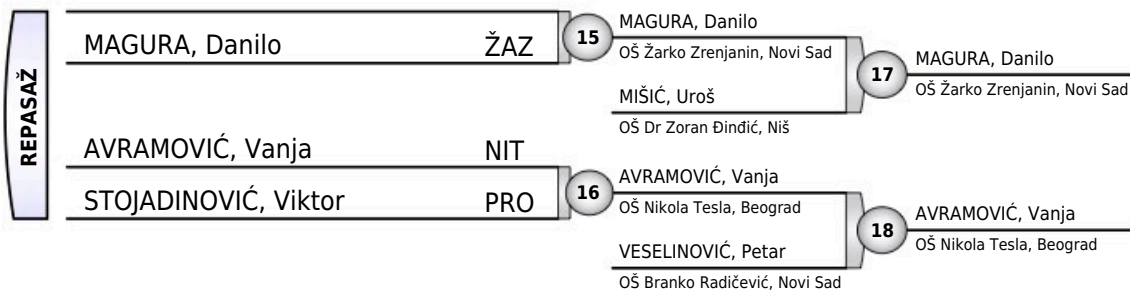 REPASAŽ
MAGURA, Danilo ŽAZ
AVRAMOVIĆ, Vanja NIT
STOJADINOVIĆ, Viktor PRO
15
16
MAGURA, Danilo
OŠ Žarko Zrenjanin, Novi Sad
MIŠIĆ, Uroš
OŠ Dr Zoran Đinđić, Niš
AVRAMOVIĆ, Vanja
OŠ Nikola Tesla, Beograd
VESELINOVIĆ, Petar
OŠ Branko Radičević, Novi Sad
17
18
MAGURA, Danilo
OŠ Žarko Zrenjanin, Novi Sad
AVRAMOVIĆ, Vanja
OŠ Nikola Tesla, Beograd